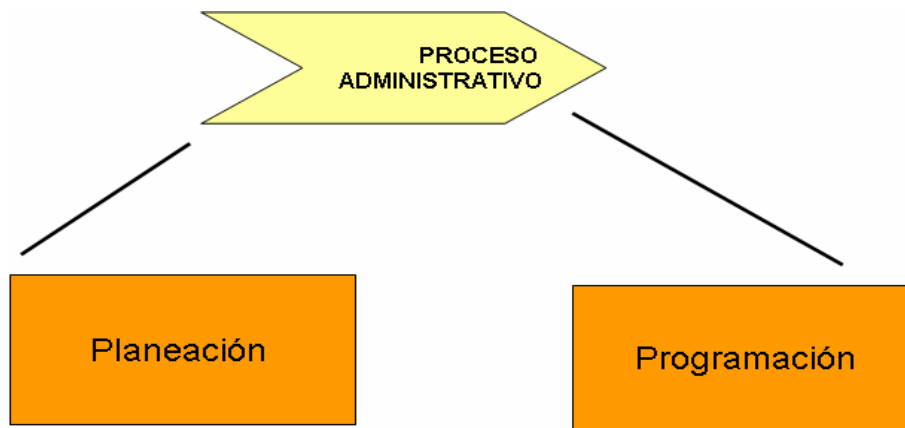 PROCESO
ADMINISTRATIVO
Planeación
Programación